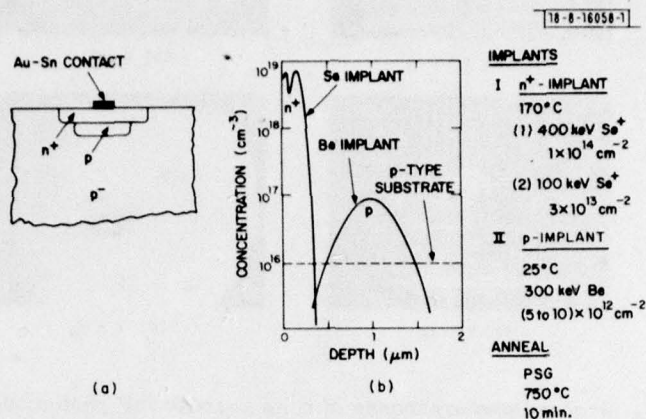 18-8-16058-1
Au-Sn CONTACT
n+
p
p−
(a)
CONCENTRATION (cm−3)
10^19
10^18
10^17
10^16
n+
Se IMPLANT
Be IMPLANT
p-TYPE
SUBSTRATE
p
0
1
2
DEPTH (μm)
(b)
IMPLANTS
I n+ - IMPLANT
170°C
(1) 400 keV Se+
1×10^14 cm−2
(2) 100 keV Se+
3×10^13 cm−2
II p-IMPLANT
25°C
300 keV Be
(5 to 10)×10^12 cm−2
ANNEAL
PSG
750°C
10 min.